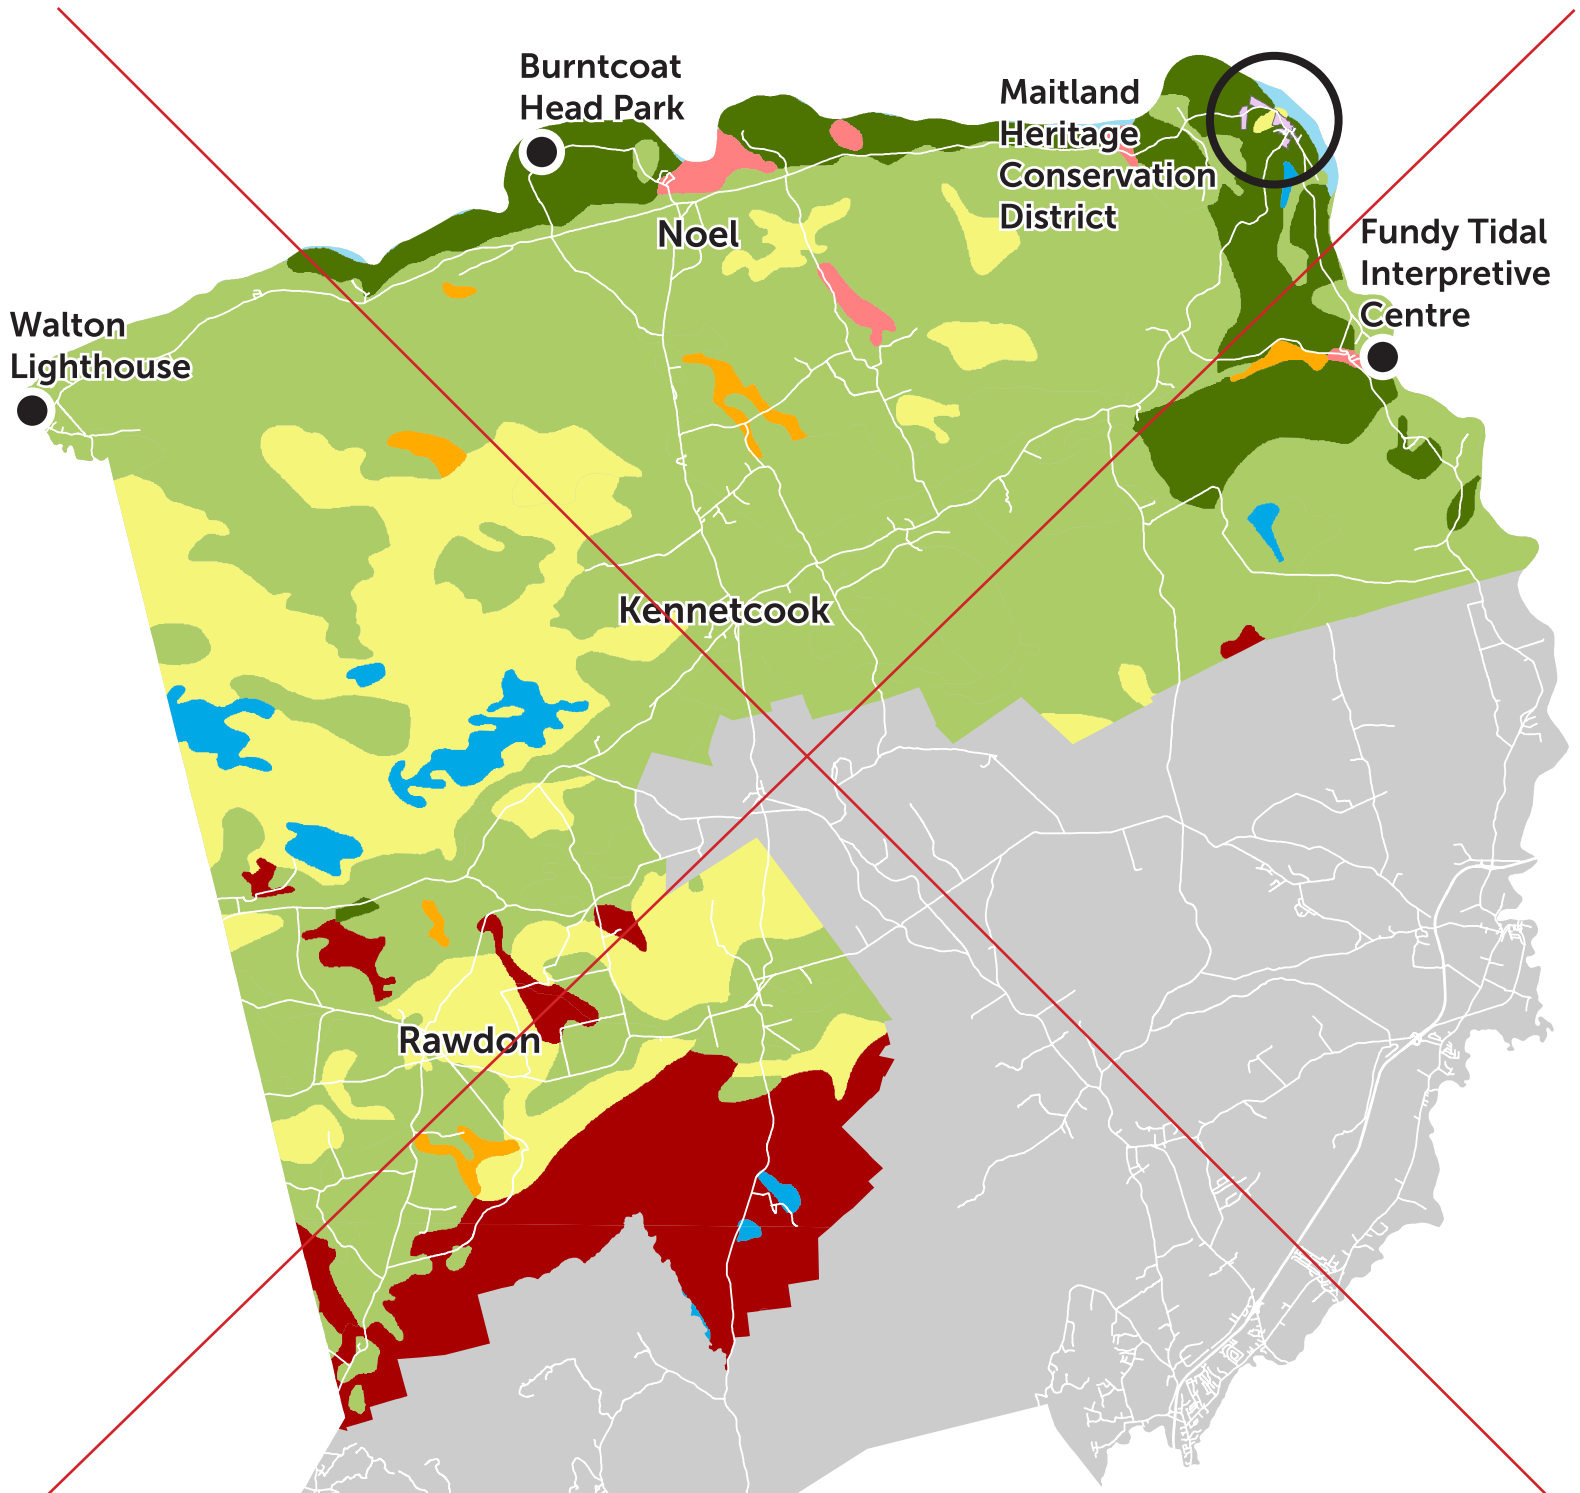 Burntcoat
Head Park
Maitland
Heritage
Conservation
District
Noel
Fundy Tidal
Interpretive
Centre
Walton
Lighthouse
Kennetcook
Rawdon